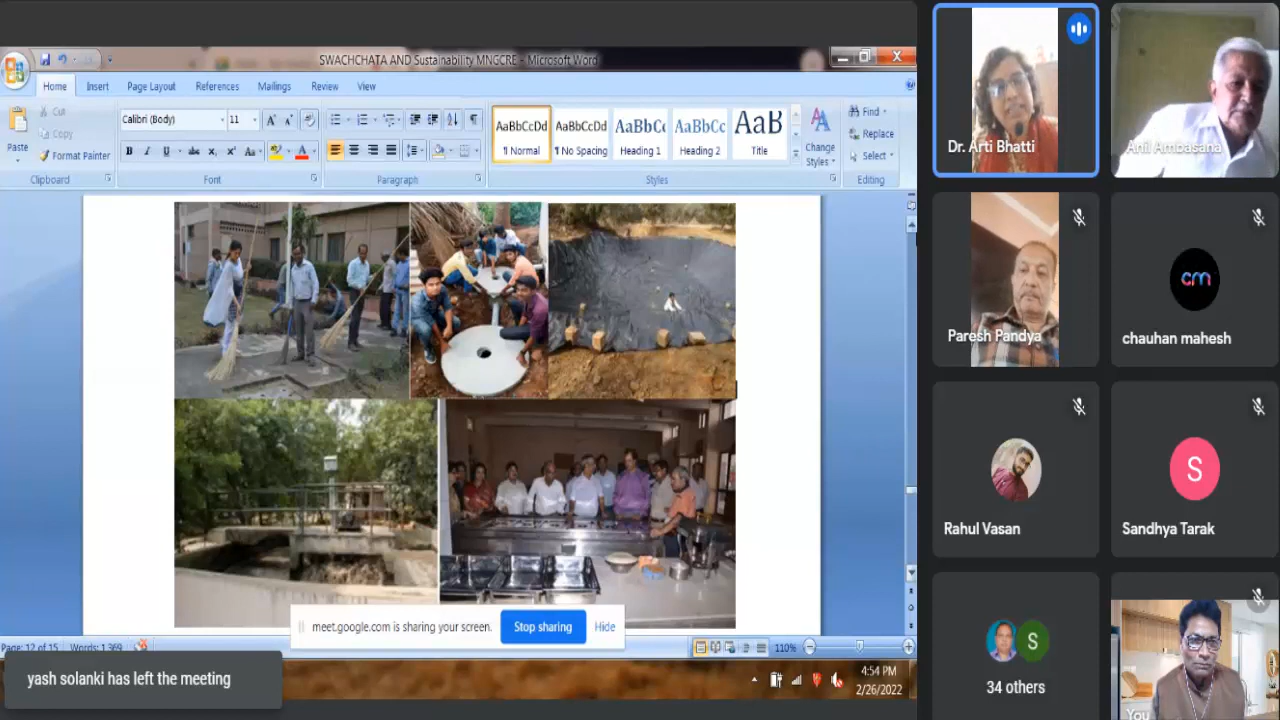 SWACHCHATA AND Sustainability MNGCRE - Microsoft Word
Home Insert Page Layout References Mailings Review View
Paste
Cut
Copy
Format Painter
Clipboard
Calibri (Body) 11
Font
Paragraph
AaBbCcDd AaBbCcDd AaBbCc AaBbCc AaB
¶ Normal ¶ No Spacing Heading 1 Heading 2 Title
Change
Styles
Styles
Find
Replace
Select
Editing
meet.google.com is sharing your screen. Stop sharing Hide
Page: 12 of 15 Words: 1,369
110%
yash solanki has left the meeting
4:54 PM
2/26/2022
Dr. Arti Bhatti
Anil Ambasana
Paresh Pandya
cm
chauhan mahesh
Rahul Vasan
S
Sandhya Tarak
S
34 others
You